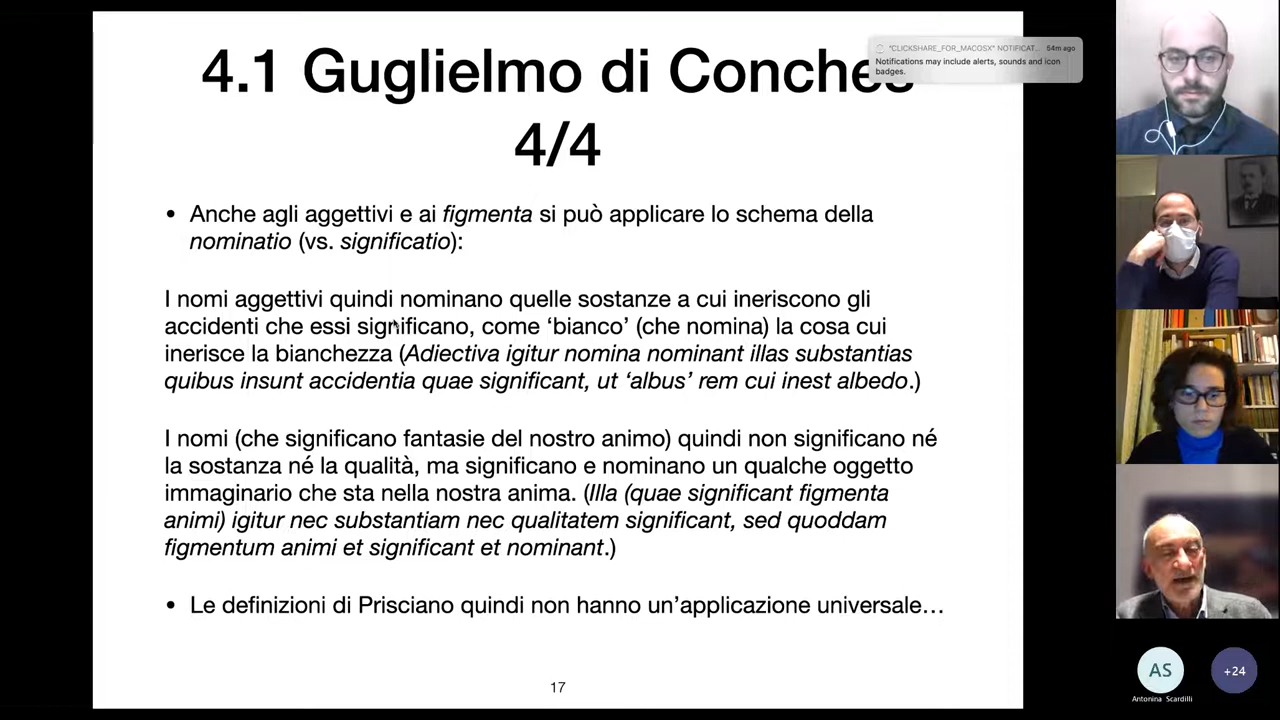 4.1 Guglielmo di Conches
4/4
"CLICKSHARE_FOR_MACOSX" NOTIFICAT... 54m ago
Notifications may include alerts, sounds and icon
badges.
• Anche agli aggettivi e ai figmenta si può applicare lo schema della
nominatio (vs. significatio):
I nomi aggettivi quindi nominano quelle sostanze a cui ineriscono gli
accidenti che essi significano, come ‘bianco’ (che nomina) la cosa cui
inerisce la bianchezza (Adiectiva igitur nomina nominant illas substantias
quibus insunt accidentia quae significant, ut ‘albus’ rem cui inest albedo.)
I nomi (che significano fantasie del nostro animo) quindi non significano né
la sostanza né la qualità, ma significano e nominano un qualche oggetto
immaginario che sta nella nostra anima. (Illa (quae significant figmenta
animi) igitur nec substantiam nec qualitatem significant, sed quoddam
figmentum animi et significant et nominant.)
• Le definizioni di Prisciano quindi non hanno un’applicazione universale…
17
AS
+24
Antonina Scardilli